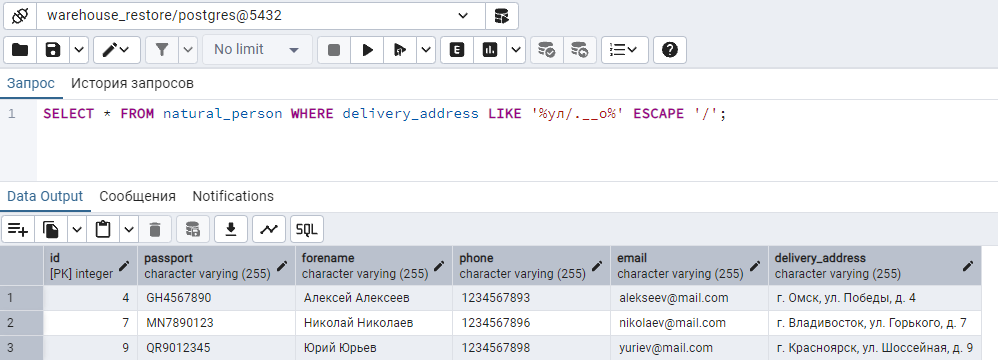 warehouse_restore/postgres@5432
No limit
E
SQL
Запрос История запросов
1 SELECT * FROM natural_person WHERE delivery_address LIKE '%ул/.__о%' ESCAPE '/';
Data Output Сообщения Notifications
id passport forename phone email delivery_address
[PK] integer character varying (255) character varying (255) character varying (255) character varying (255) character varying (255)
1 4 GH4567890 Алексей Алексеев 1234567893 alekseev@mail.com г. Омск, ул. Победы, д. 4
2 7 MN7890123 Николай Николаев 1234567896 nikolaev@mail.com г. Владивосток, ул. Горького, д. 7
3 9 QR9012345 Юрий Юрьев 1234567898 yuriev@mail.com г. Красноярск, ул. Шоссейная, д. 9